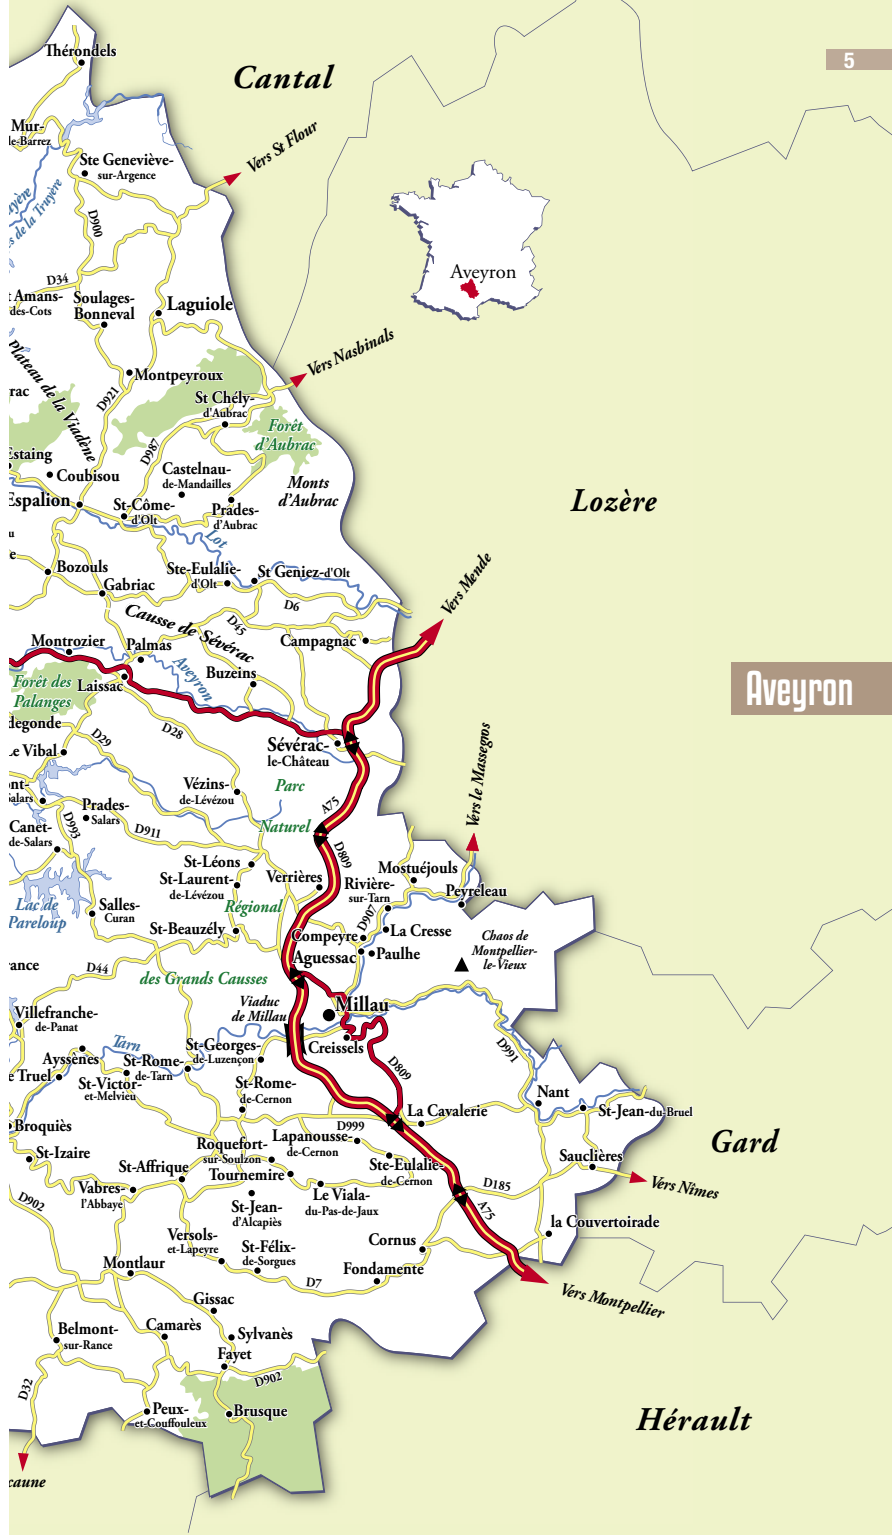 Thérondels
5
Cantal
Mur-
de-Barrez
Vers St Flour
Ste Geneviève-
sur-Argence
de la Truyère
D900
Aveyron
D34
Amans-
des-Cots
Soulages-
Bonneval
Laguiole
Vers Nasbinals
Plateau de la Viadène
Montpeyroux
D921
St Chély-
d'Aubrac
Forêt
d'Aubrac
D987
Estaing
Coubisou
Castelnau-
de-Mandailles
Monts
d'Aubrac
Lozère
Espalion
St-Côme-
d'Olt
Prades-
d'Aubrac
Lot
Bozouls
Ste-Eulalie-
d'Olt
St Geniez-d'Olt
Vers Mende
Gabriac
D6
Causse de Sévérac
D45
Campagnac
Montrozier
Palmas
Aveyron
Buzeins
Forêt des
Palanges
Laissac
Aveyron
degonde
D29
D28
Sévérac-
le-Château
Le Vibal
Vers le Massegros
Vézins-
de-Lévézou
Parc
Salars
Prades-
Salars
A75
D993
Canet-
de-Salars
D911
Naturel
D809
St-Léons
St-Laurent-
de-Lévézou
Verrières
Mostuéjouls
Rivière-
sur-Tarn
Peyreleau
Lac de
Pareloup
Salles-
Curan
Régional
D907
St-Beauzély
Compeyre
La Cresse
Aguessac
Paulhe
Chaos de
Montpellier-
le-Vieux
rance
D44
des Grands Causses
Viaduc
de Millau
Millau
Villefranche-
de-Panat
Tarn
Creissels
D991
Ayssènes
St-Rome-
de-Tarn
St-Georges-
de-Luzençon
D809
e Truel
St-Victor-
et-Melvieu
St-Rome-
de-Cernon
Nant
St-Jean-du-Bruel
La Cavalerie
Broquiès
D999
Gard
St-Izaire
Roquefort-
sur-Soulzon
Lapanousse-
de-Cernon
Sauclières
St-Affrique
Tournemire
Ste-Eulalie-
de-Cernon
D185
Vers Nîmes
Vabres-
l'Abbaye
Le Viala-
du-Pas-de-Jaux
D902
St-Jean-
d'Alcapiès
A75
la Couvertoirade
Versols-
et-Lapeyre
St-Félix-
de-Sorgues
Cornus
Montlaur
Fondamente
D7
Vers Montpellier
Gissac
Belmont-
sur-Rance
Camarès
Sylvanès
Fayet
D32
D902
Peux-
et-Couffouleux
Brusque
Hérault
caune